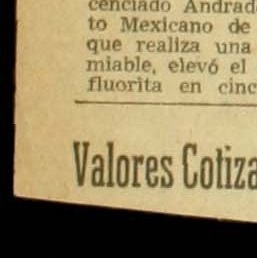 cenciado Andrad
to Mexicano de
que realiza una
miable, elevó el
fluorita en cinc
Valores Cotiza